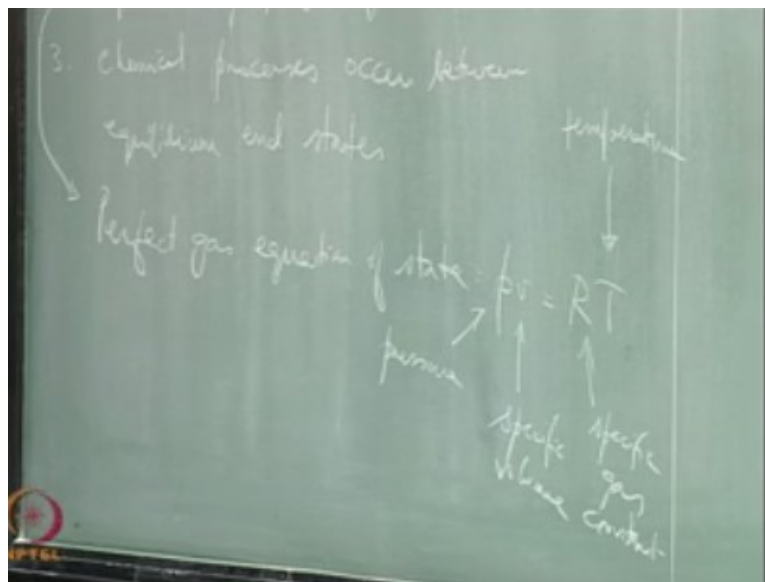 3. chemical processes occur between
equilibrium end states
temperature
Perfect gas equation of state = pv = RT
pressure
specific volume
specific gas constant
NPTEL